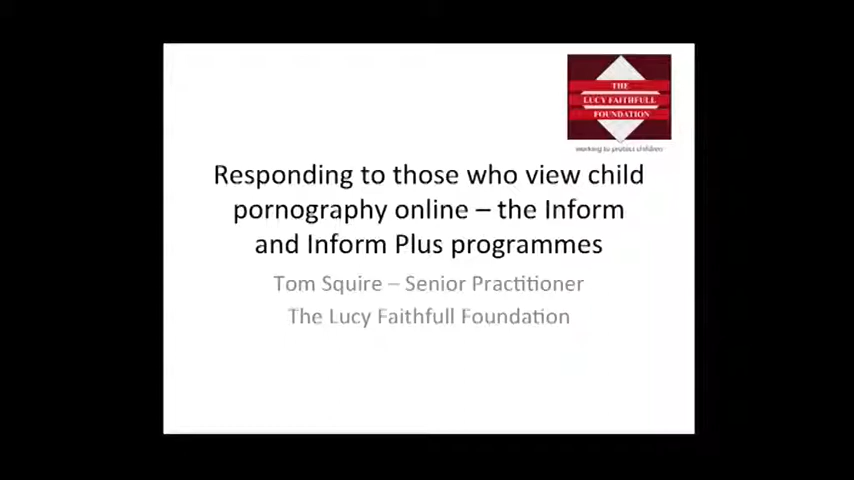 THE
LUCY FAITHFULL
FOUNDATION
working to protect children
Responding to those who view child
pornography online – the Inform
and Inform Plus programmes
Tom Squire – Senior Practitioner
The Lucy Faithfull Foundation